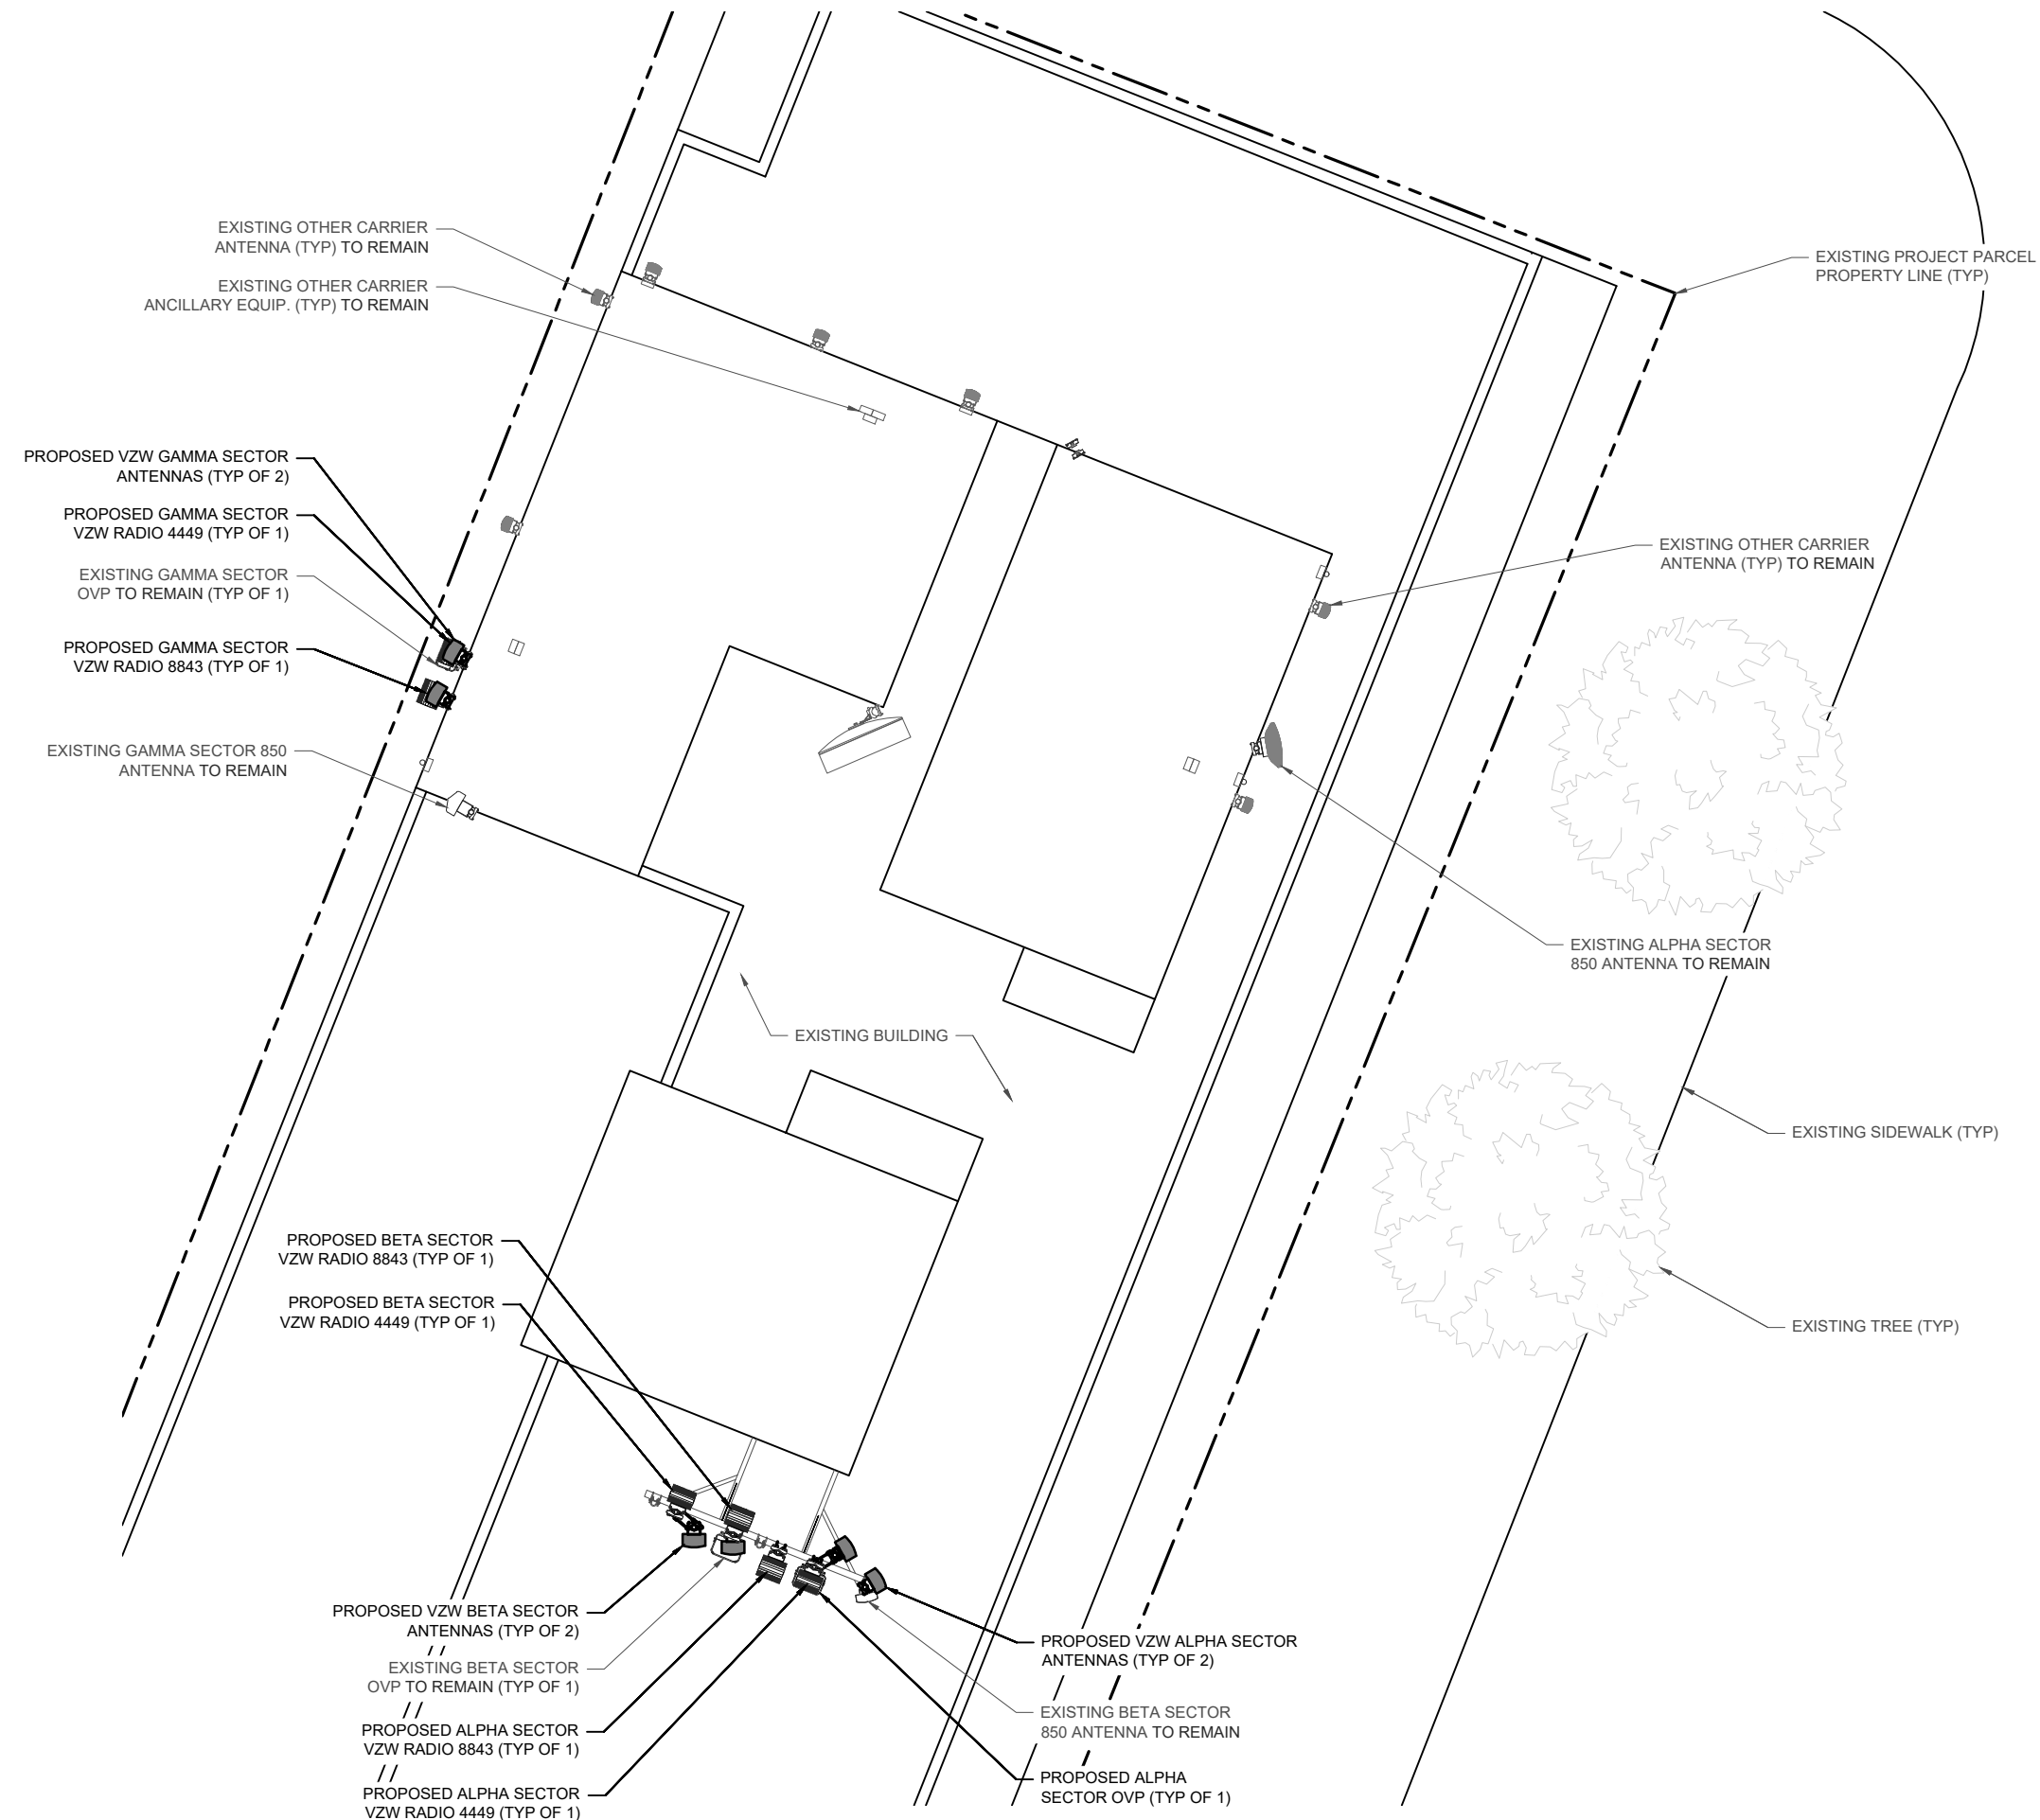 EXISTING OTHER CARRIER
ANTENNA (TYP) TO REMAIN
EXISTING OTHER CARRIER
ANCILLARY EQUIP. (TYP) TO REMAIN
EXISTING PROJECT PARCEL
PROPERTY LINE (TYP)
PROPOSED VZW GAMMA SECTOR
ANTENNAS (TYP OF 2)
PROPOSED GAMMA SECTOR
VZW RADIO 4449 (TYP OF 1)
EXISTING GAMMA SECTOR
OVP TO REMAIN (TYP OF 1)
PROPOSED GAMMA SECTOR
VZW RADIO 8843 (TYP OF 1)
EXISTING GAMMA SECTOR 850
ANTENNA TO REMAIN
EXISTING OTHER CARRIER
ANTENNA (TYP) TO REMAIN
EXISTING ALPHA SECTOR
850 ANTENNA TO REMAIN
EXISTING BUILDING
EXISTING SIDEWALK (TYP)
EXISTING TREE (TYP)
PROPOSED BETA SECTOR
VZW RADIO 8843 (TYP OF 1)
PROPOSED BETA SECTOR
VZW RADIO 4449 (TYP OF 1)
PROPOSED VZW BETA SECTOR
ANTENNAS (TYP OF 2)
EXISTING BETA SECTOR
OVP TO REMAIN (TYP OF 1)
PROPOSED ALPHA SECTOR
VZW RADIO 8843 (TYP OF 1)
PROPOSED ALPHA SECTOR
VZW RADIO 4449 (TYP OF 1)
PROPOSED VZW ALPHA SECTOR
ANTENNAS (TYP OF 2)
EXISTING BETA SECTOR
850 ANTENNA TO REMAIN
PROPOSED ALPHA
SECTOR OVP (TYP OF 1)